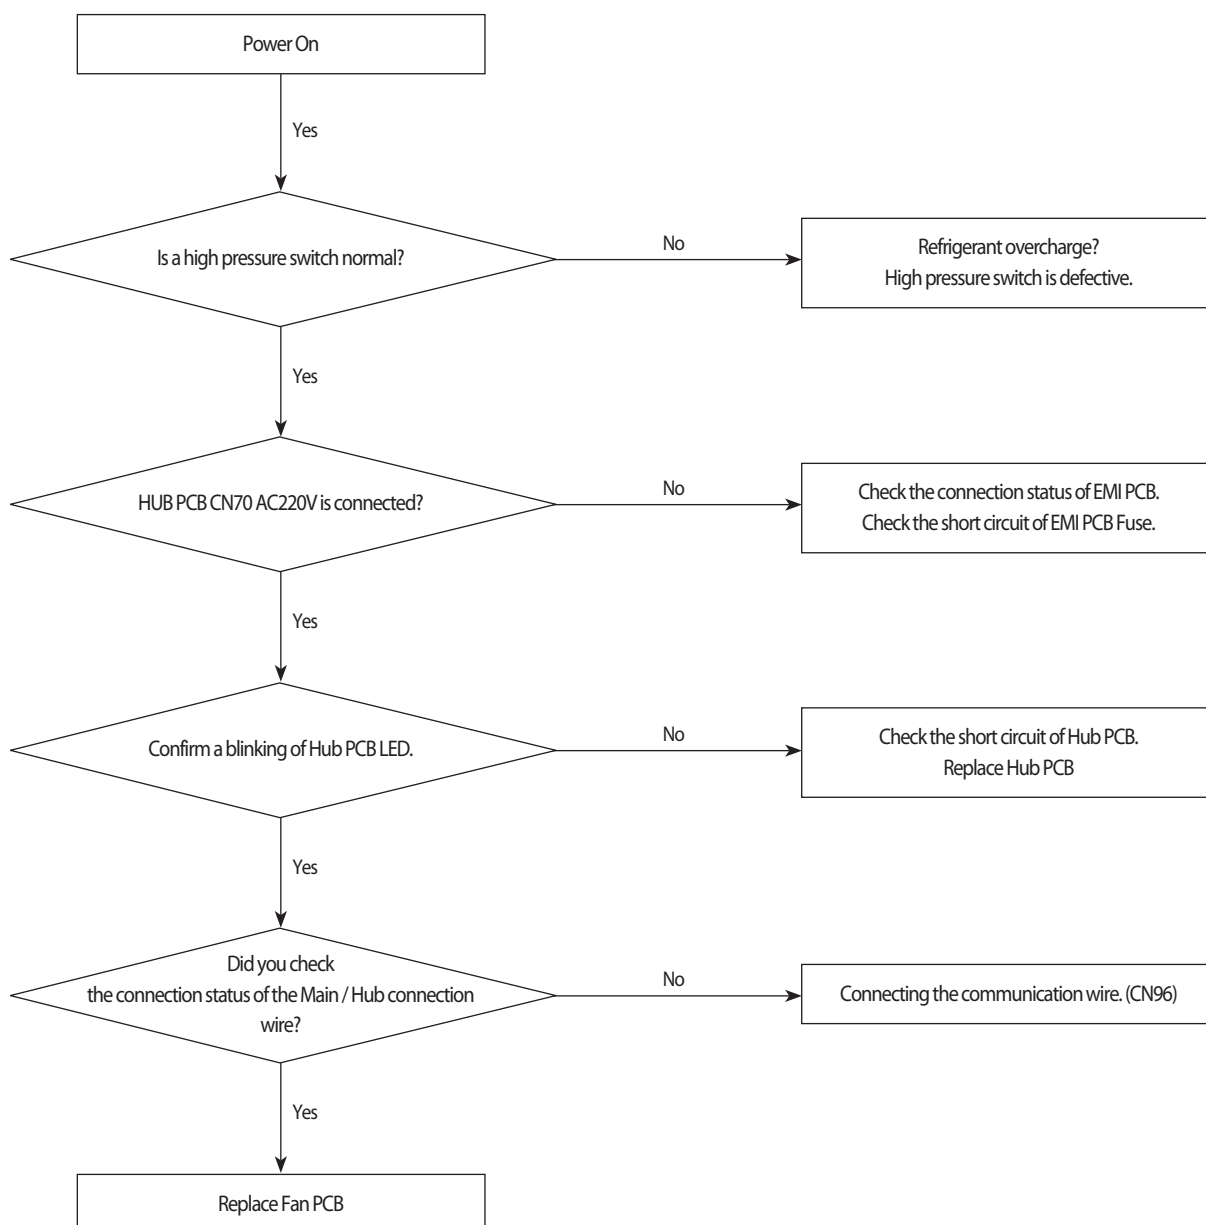 Power On
Yes
Is a high pressure switch normal?
No
Refrigerant overcharge?
High pressure switch is defective.
Yes
HUB PCB CN70 AC220V is connected?
No
Check the connection status of EMI PCB.
Check the short circuit of EMI PCB Fuse.
Yes
Confirm a blinking of Hub PCB LED.
No
Check the short circuit of Hub PCB.
Replace Hub PCB
Yes
Did you check
the connection status of the Main / Hub connection
wire?
No
Connecting the communication wire. (CN96)
Yes
Replace Fan PCB